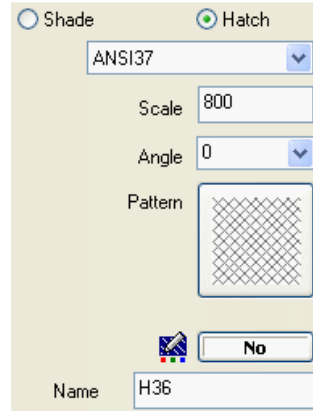 Shade Hatch
ANSI37
Scale 800
Angle 0
Pattern
No
Name H36